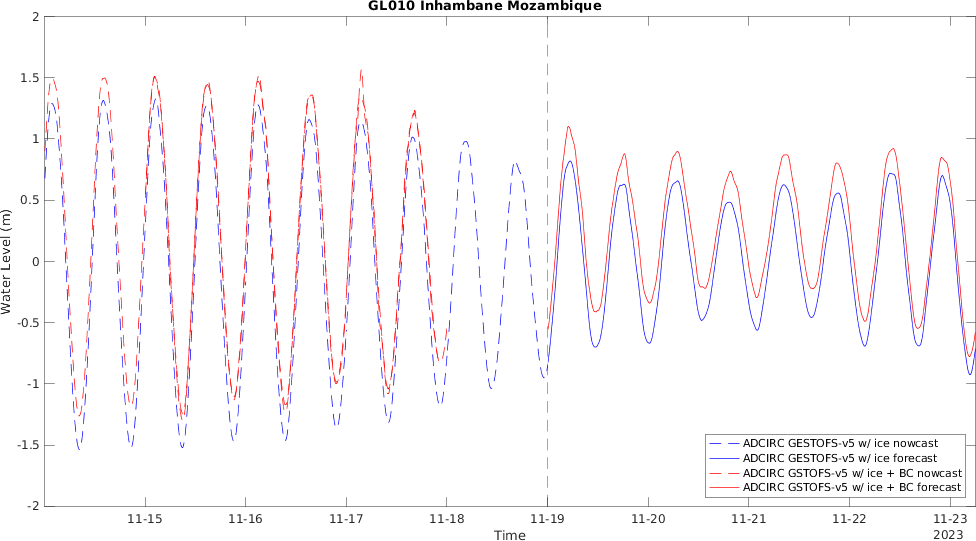 GL010 Inhambane Mozambique
2
1.5
1
0.5
0
-0.5
-1
-1.5
-2
Water Level (m)
11-15 11-16 11-17 11-18 11-19 11-20 11-21 11-22 11-23
2023
Time
ADCIRC GESTOFS-v5 w/ ice nowcast
ADCIRC GESTOFS-v5 w/ ice forecast
ADCIRC GSTOFS-v5 w/ ice + BC nowcast
ADCIRC GSTOFS-v5 w/ ice + BC forecast